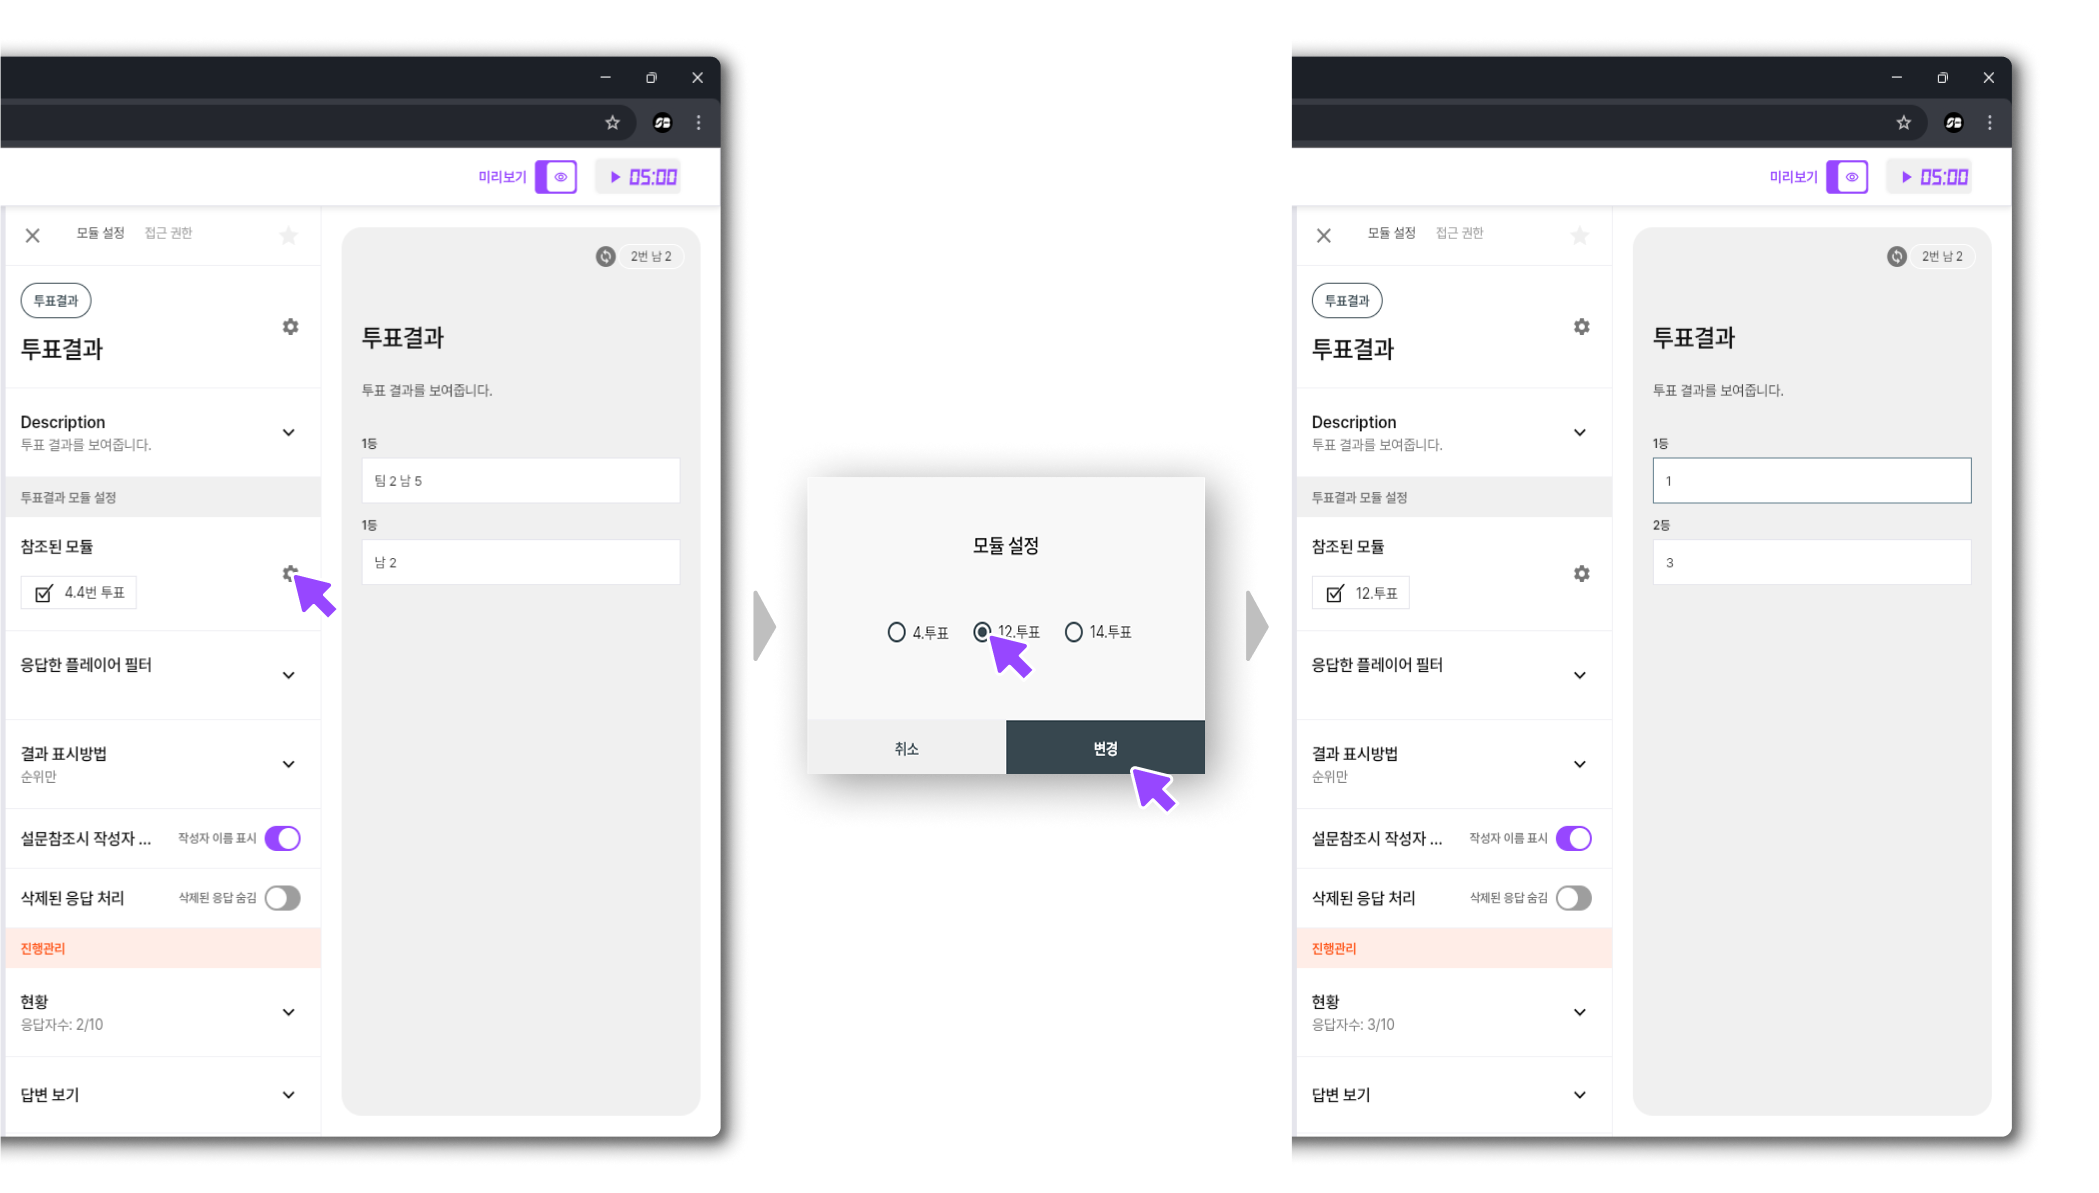 미리보기
05:00
모듈 설정
접근 권한
투표결과
투표결과
Description
투표 결과를 보여줍니다.
투표결과 모듈 설정
참조된 모듈
4.4번 투표
응답한 플레이어 필터
결과 표시방법
순위만
설문참조시 작성자 ...
작성자 이름 표시
삭제된 응답 처리
삭제된 응답 숨김
진행관리
현황
응답자수: 2/10
답변 보기
2번 남 2
투표결과
투표 결과를 보여줍니다.
1등
팀 2 남 5
1등
남 2
모듈 설정
4.투표
12.투표
14.투표
취소
변경
미리보기
05:00
모듈 설정
접근 권한
투표결과
투표결과
Description
투표 결과를 보여줍니다.
투표결과 모듈 설정
참조된 모듈
12.투표
응답한 플레이어 필터
결과 표시방법
순위만
설문참조시 작성자 ...
작성자 이름 표시
삭제된 응답 처리
삭제된 응답 숨김
진행관리
현황
응답자수: 3/10
답변 보기
2번 남 2
투표결과
투표 결과를 보여줍니다.
1등
1
2등
3